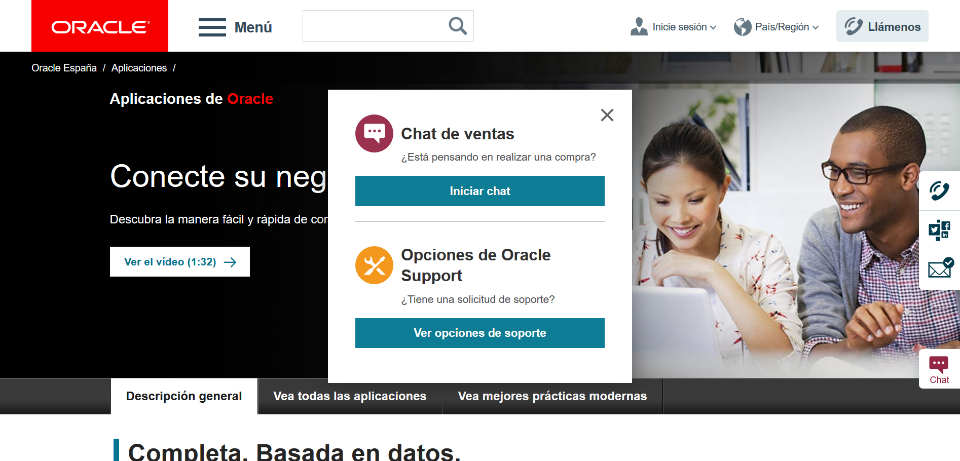 ORACLE
Menú
Inicie sesión
País/Región
Llámenos
Oracle España / Aplicaciones /
Aplicaciones de Oracle
Conecte su neg
Descubra la manera fácil y rápida de
Ver el vídeo (1:32)
Chat de ventas
¿Está pensando en realizar una compra?
Iniciar chat
Opciones de Oracle
Support
¿Tiene una solicitud de soporte?
Ver opciones de soporte
Chat
Descripción general
Vea todas las aplicaciones
Vea mejores prácticas modernas
Completa. Basada en datos.